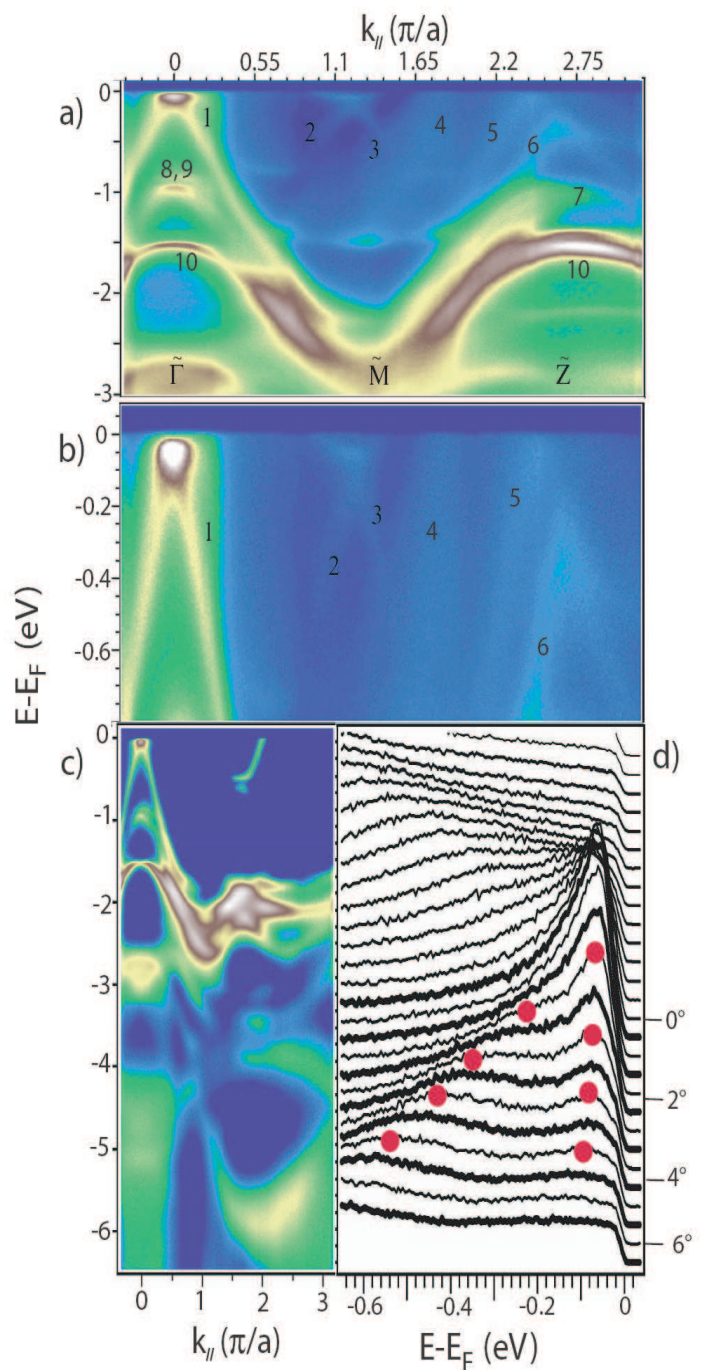 k// (π/a)
0 0.55 1.1 1.65 2.2 2.75
a)
0
-1
-2
-3
1
2
3
4
5
6
7
8,9
10
10
Γ̃
M̃
Z̃
b)
0
-0.2
-0.4
-0.6
1
2
3
4
5
6
E-EF (eV)
c)
0
-1
-2
-3
-4
-5
-6
0 1 2 3
k// (π/a)
d)
0°
2°
4°
6°
-0.6 -0.4 -0.2 0
E-EF (eV)